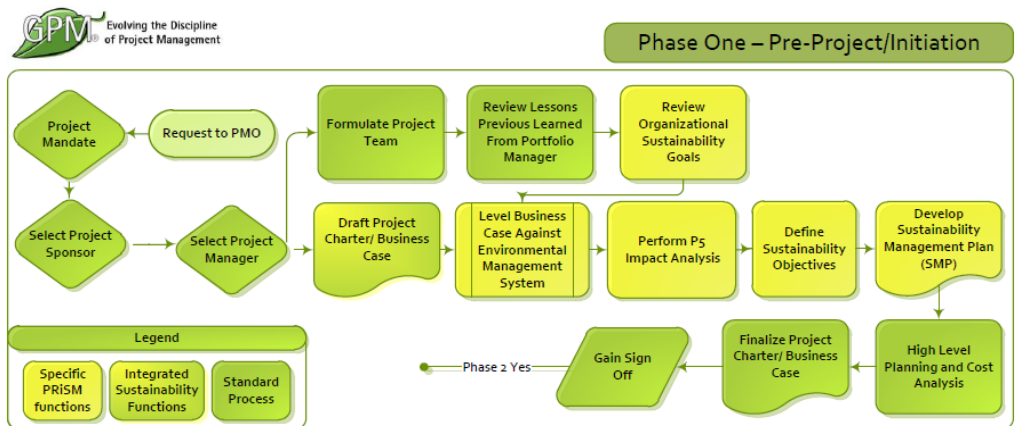 GPM®
Evolving the Discipline
of Project Management
Phase One – Pre-Project/Initiation
Project
Mandate
Request to PMO
Formulate Project
Team
Review Lessons
Previous Learned
From Portfolio
Manager
Review
Organizational
Sustainability
Goals
Select Project
Sponsor
Select Project
Manager
Draft Project
Charter/ Business
Case
Level Business
Case Against
Environmental
Management
System
Perform P5
Impact Analysis
Define
Sustainability
Objectives
Develop
Sustainability
Management Plan
(SMP)
Legend
Specific
PRiSM
functions
Integrated
Sustainability
Functions
Standard
Process
Phase 2 Yes
Gain Sign
Off
Finalize Project
Charter/ Business
Case
High Level
Planning and Cost
Analysis